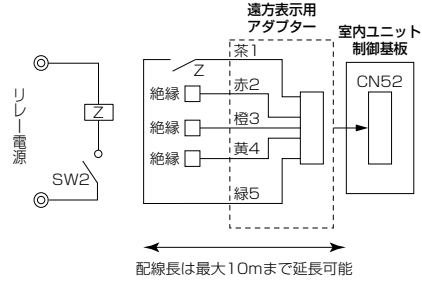 遠方表示用
アダプター
室内ユニット
制御基板
CN52
茶1
Z
絶縁 赤2
絶縁 橙3
絶縁 黄4
緑5
リレー電源
Z
SW2
配線長は最大10mまで延長可能